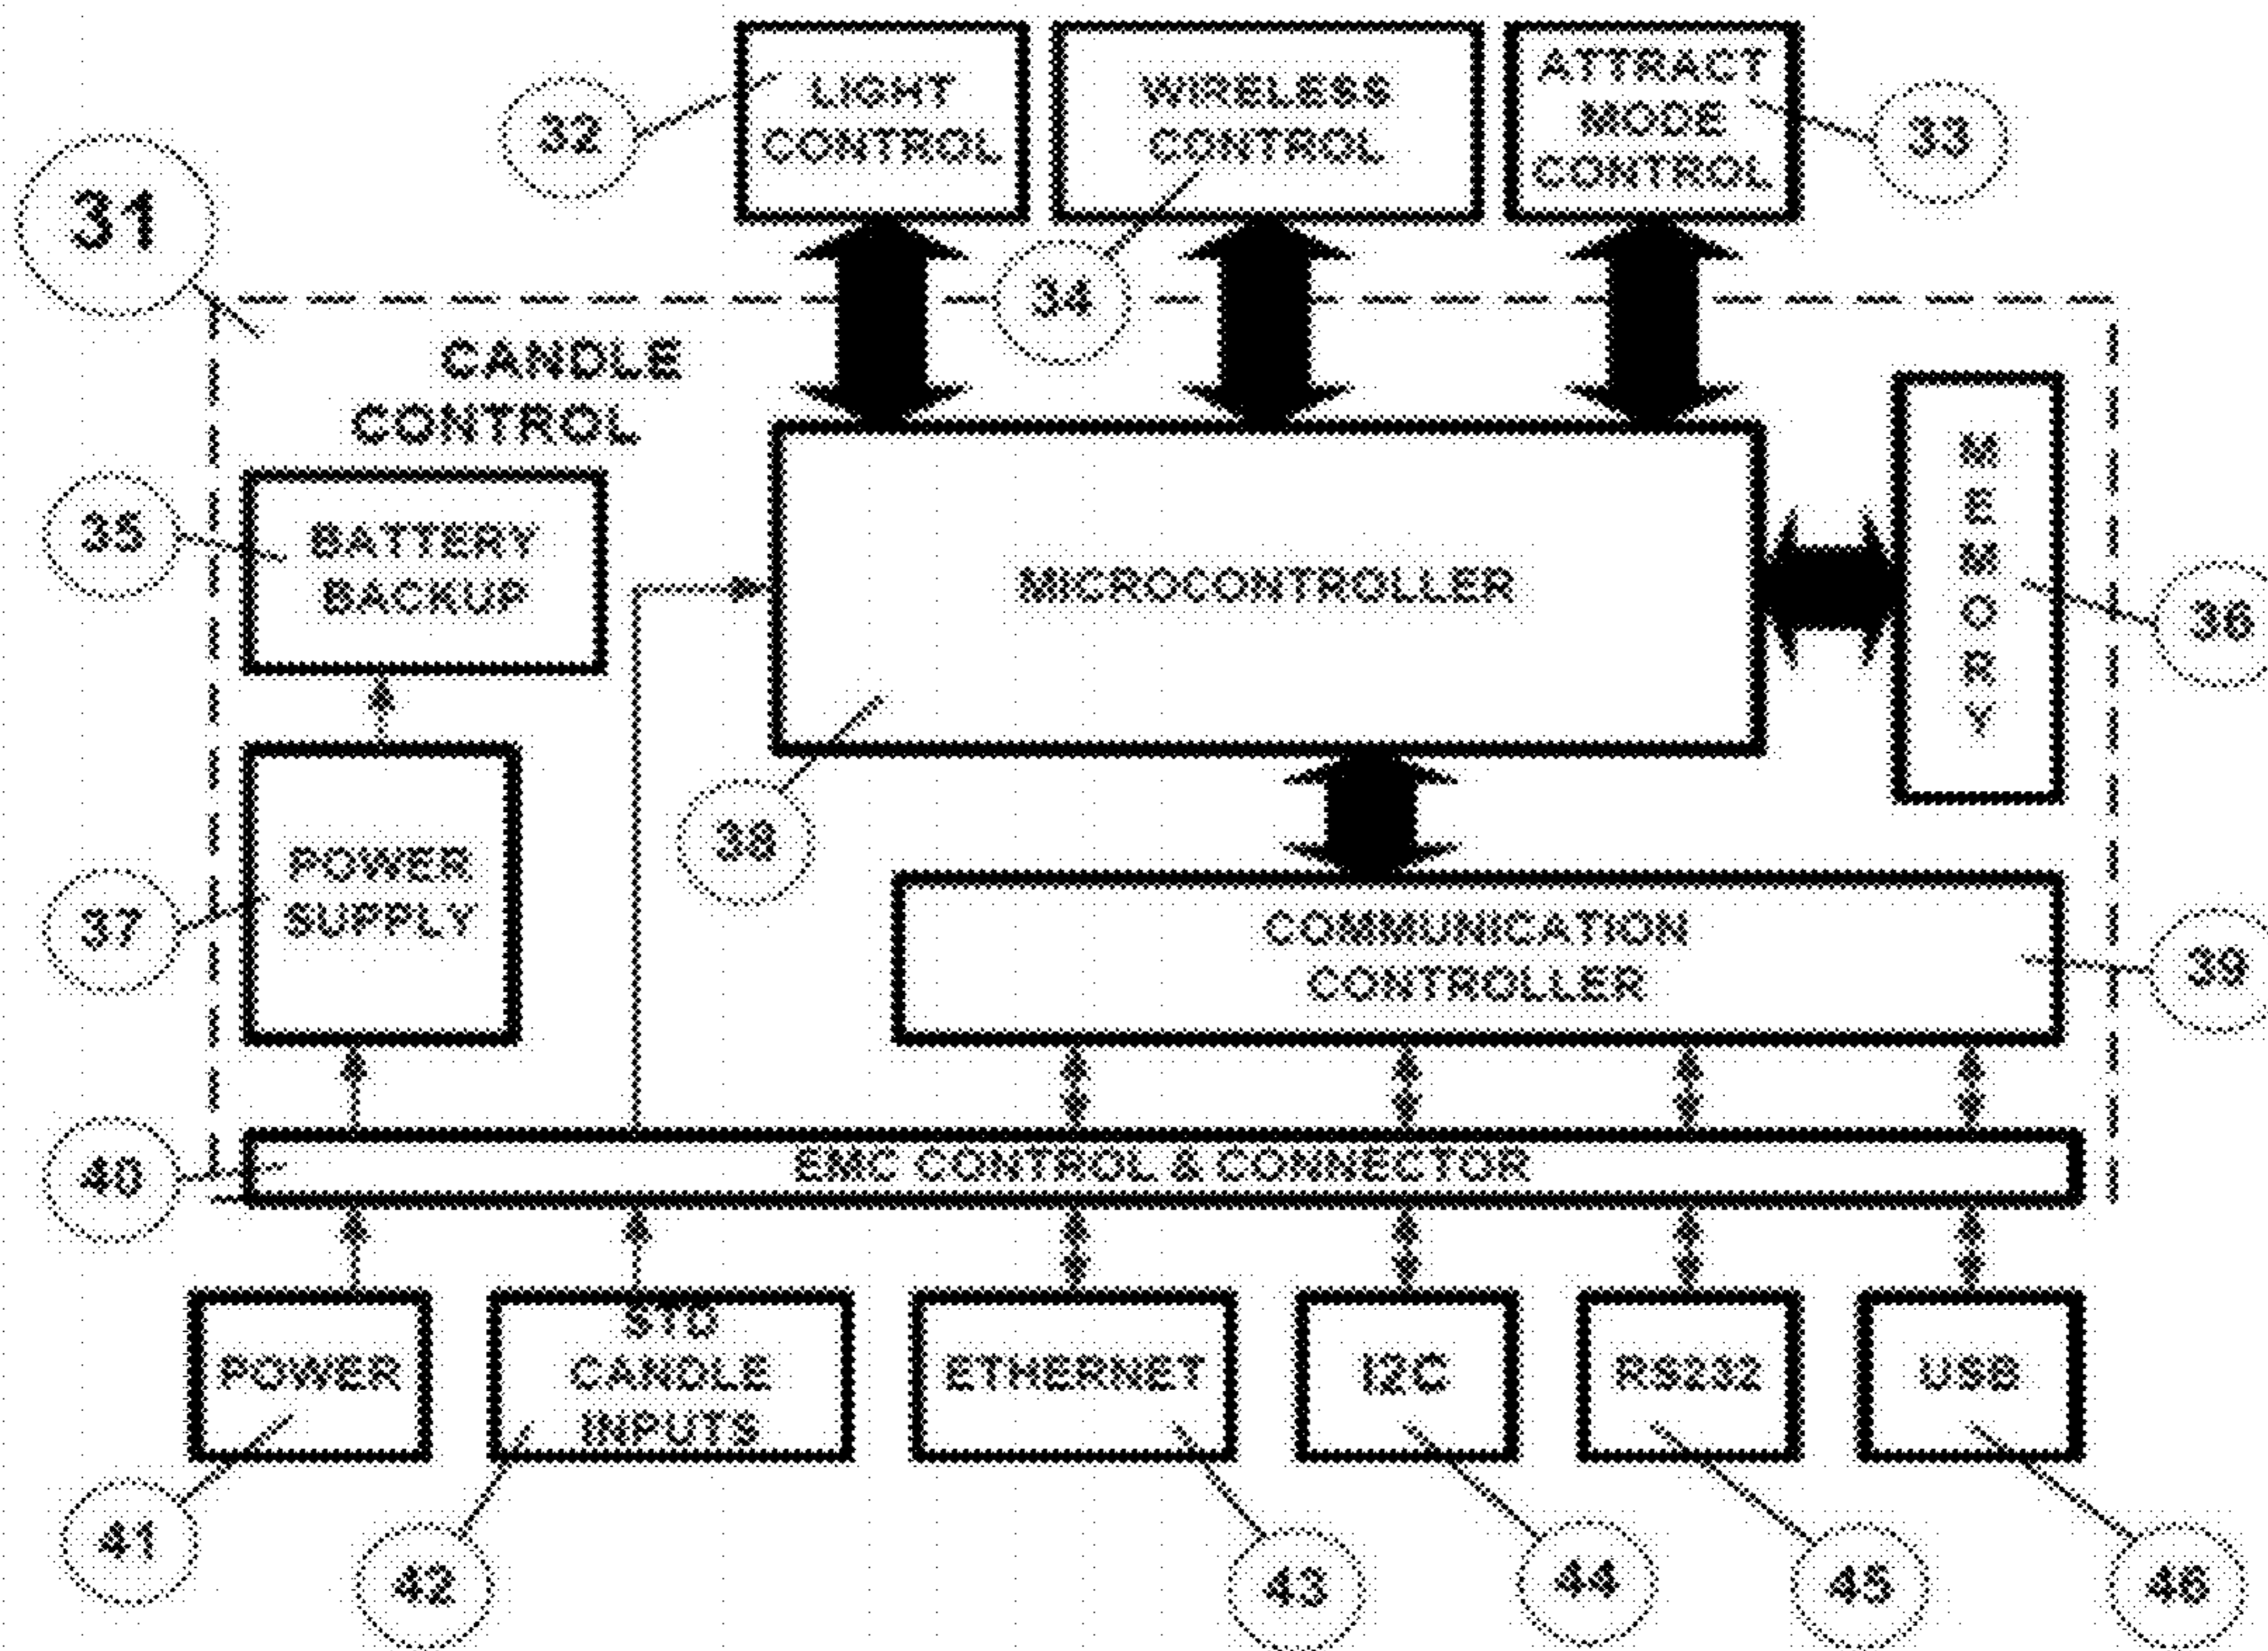 LIGHT
CONTROL
WIRELESS
CONTROL
ATTRACT
MODE
CONTROL
32
33
31
34
CANDLE
CONTROL
35
BATTERY
BACKUP
MICROCONTROLLER
M
E
M
O
R
Y
36
38
POWER
SUPPLY
37
COMMUNICATION
CONTROLLER
39
40
EMC CONTROL & CONNECTOR
POWER
STD
CANDLE
INPUTS
ETHERNET
I2C
RS232
USB
41
42
43
44
45
46